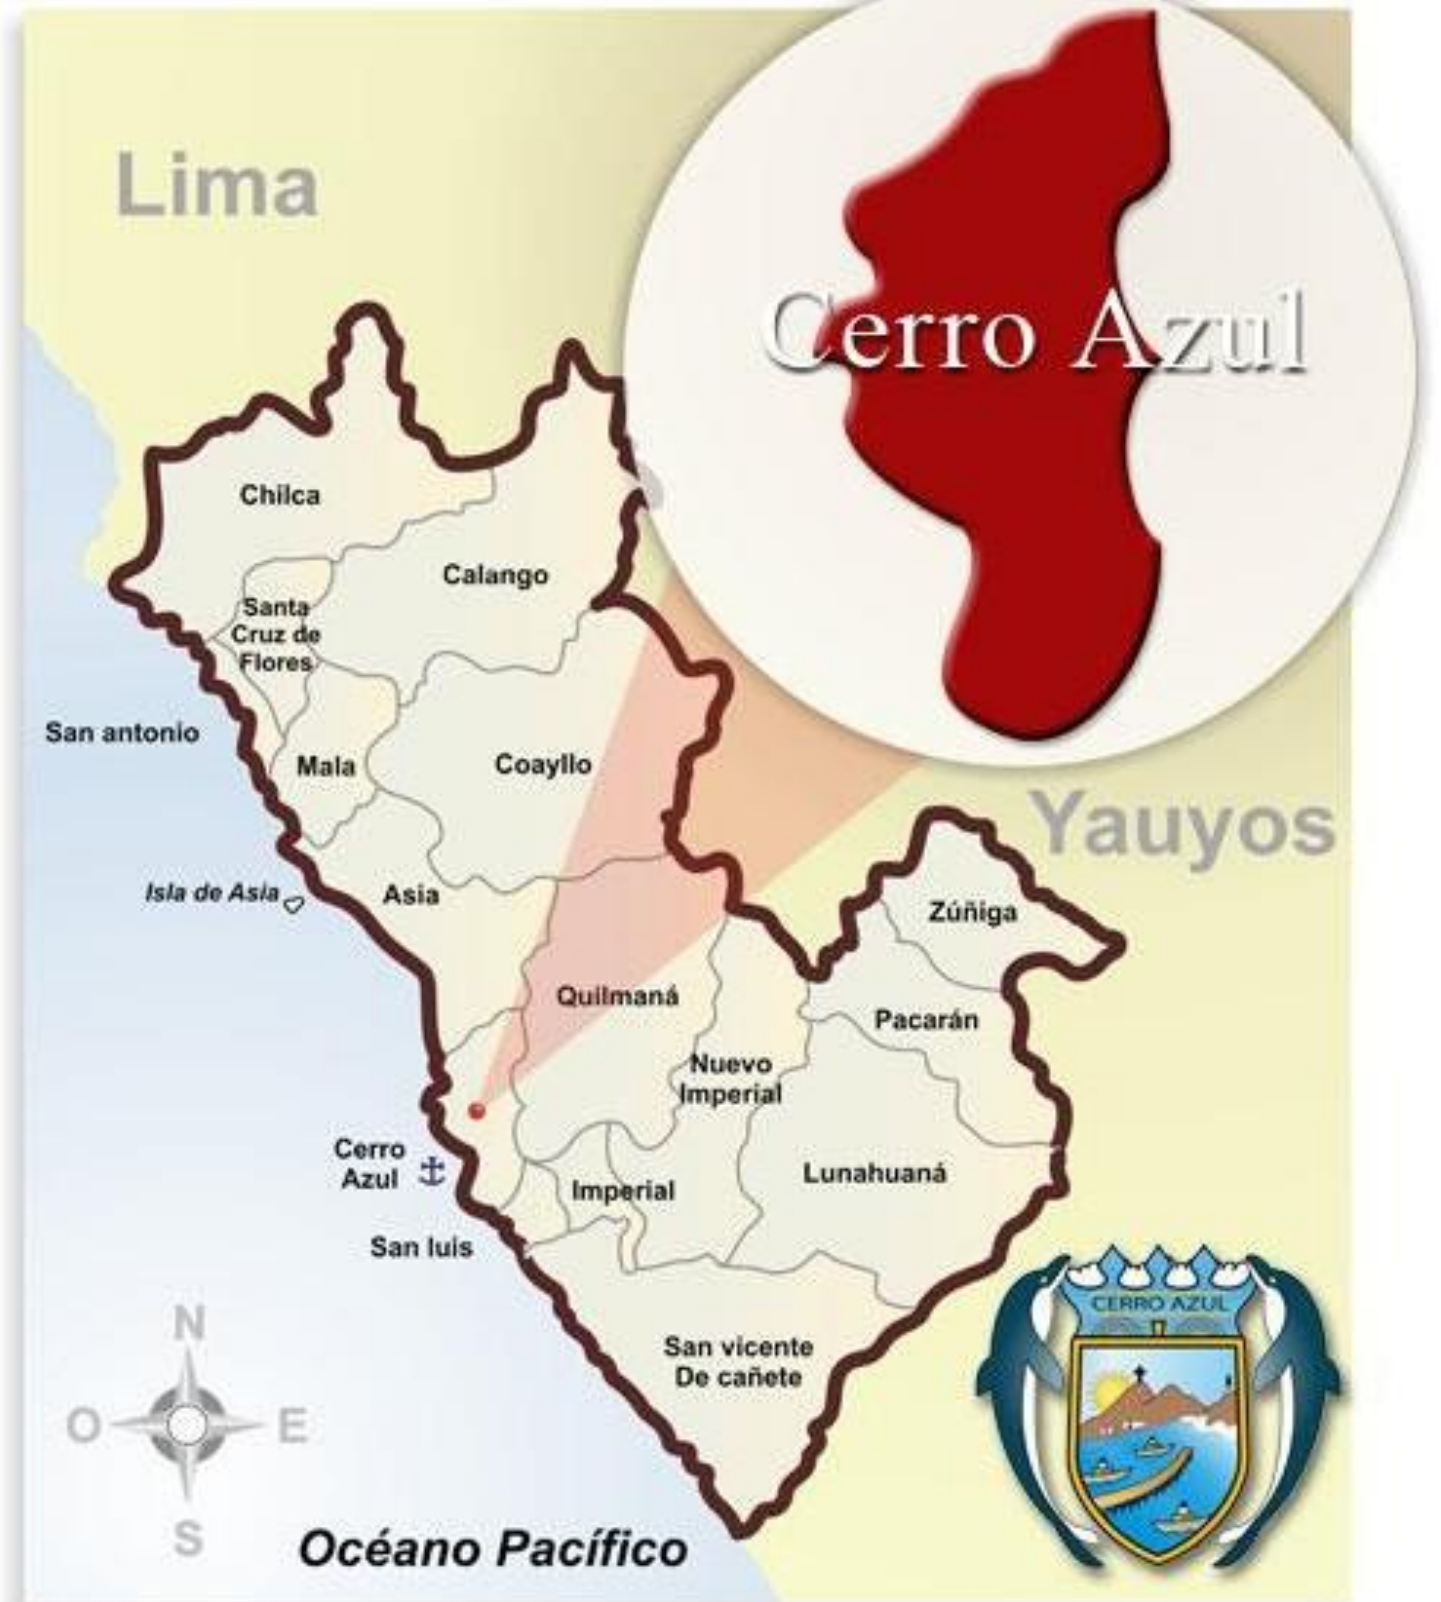 Lima
Cerro Azul
Chilca
Calango
Santa
Cruz de
Flores
San antonio
Mala
Coayllo
Yauyos
Isla de Asia
Asia
Zúñiga
Quilmaná
Pacarán
Nuevo
Imperial
Cerro
Azul
Imperial
Lunahuaná
San luis
CERRO AZUL
N
O
E
S
San vicente
De cañete
Océano Pacífico